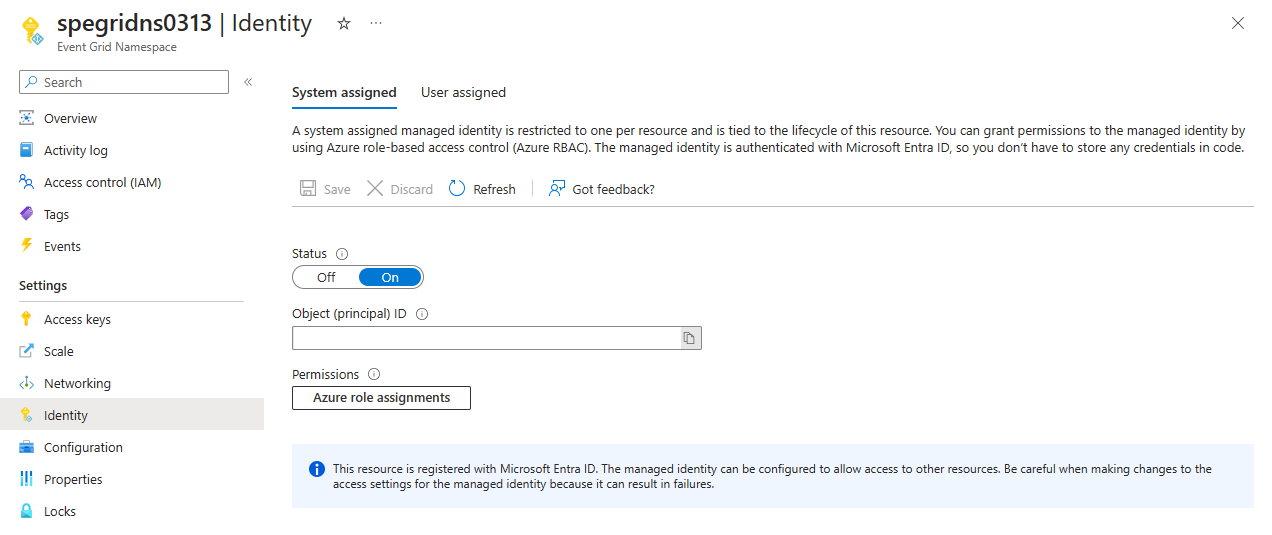 spegridns0313 | Identity
Event Grid Namespace
Search
Overview
Activity log
Access control (IAM)
Tags
Events
Settings
Access keys
Scale
Networking
Identity
Configuration
Properties
Locks
System assigned User assigned
A system assigned managed identity is restricted to one per resource and is tied to the lifecycle of this resource. You can grant permissions to the managed identity by
using Azure role-based access control (Azure RBAC). The managed identity is authenticated with Microsoft Entra ID, so you don't have to store any credentials in code.
Save Discard Refresh Got feedback?
Status
Off On
Object (principal) ID
Permissions
Azure role assignments
This resource is registered with Microsoft Entra ID. The managed identity can be configured to allow access to other resources. Be careful when making changes to the
access settings for the managed identity because it can result in failures.